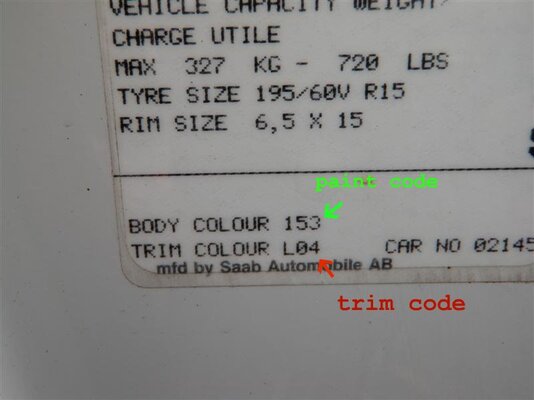 VEHICLE CAPACITY WEIGHT/
CHARGE UTILE
MAX 327 KG - 720 LBS
TYRE SIZE 195/60V R15
RIM SIZE 6,5 X 15
paint code
BODY COLOUR 153
TRIM COLOUR L04 CAR NO 02145
mfd by Saab Automobile AB
trim code